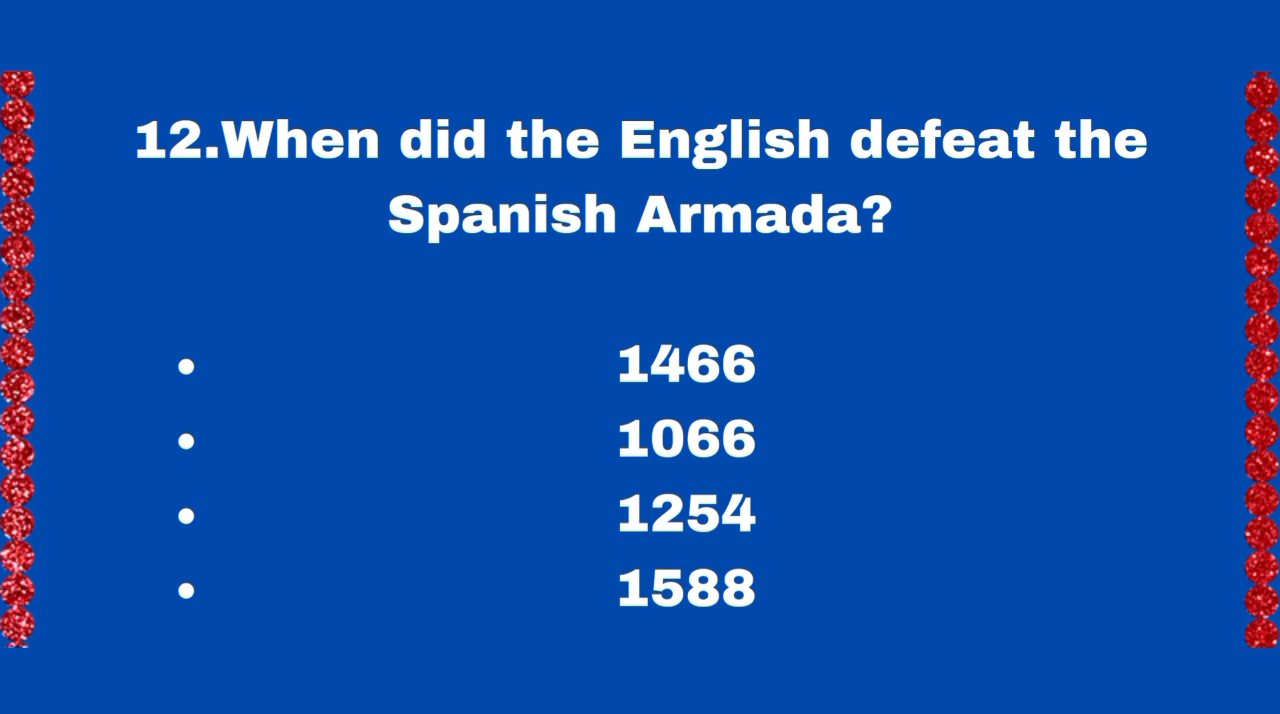 12.When did the English defeat the
Spanish Armada?
• 1466
• 1066
• 1254
• 1588